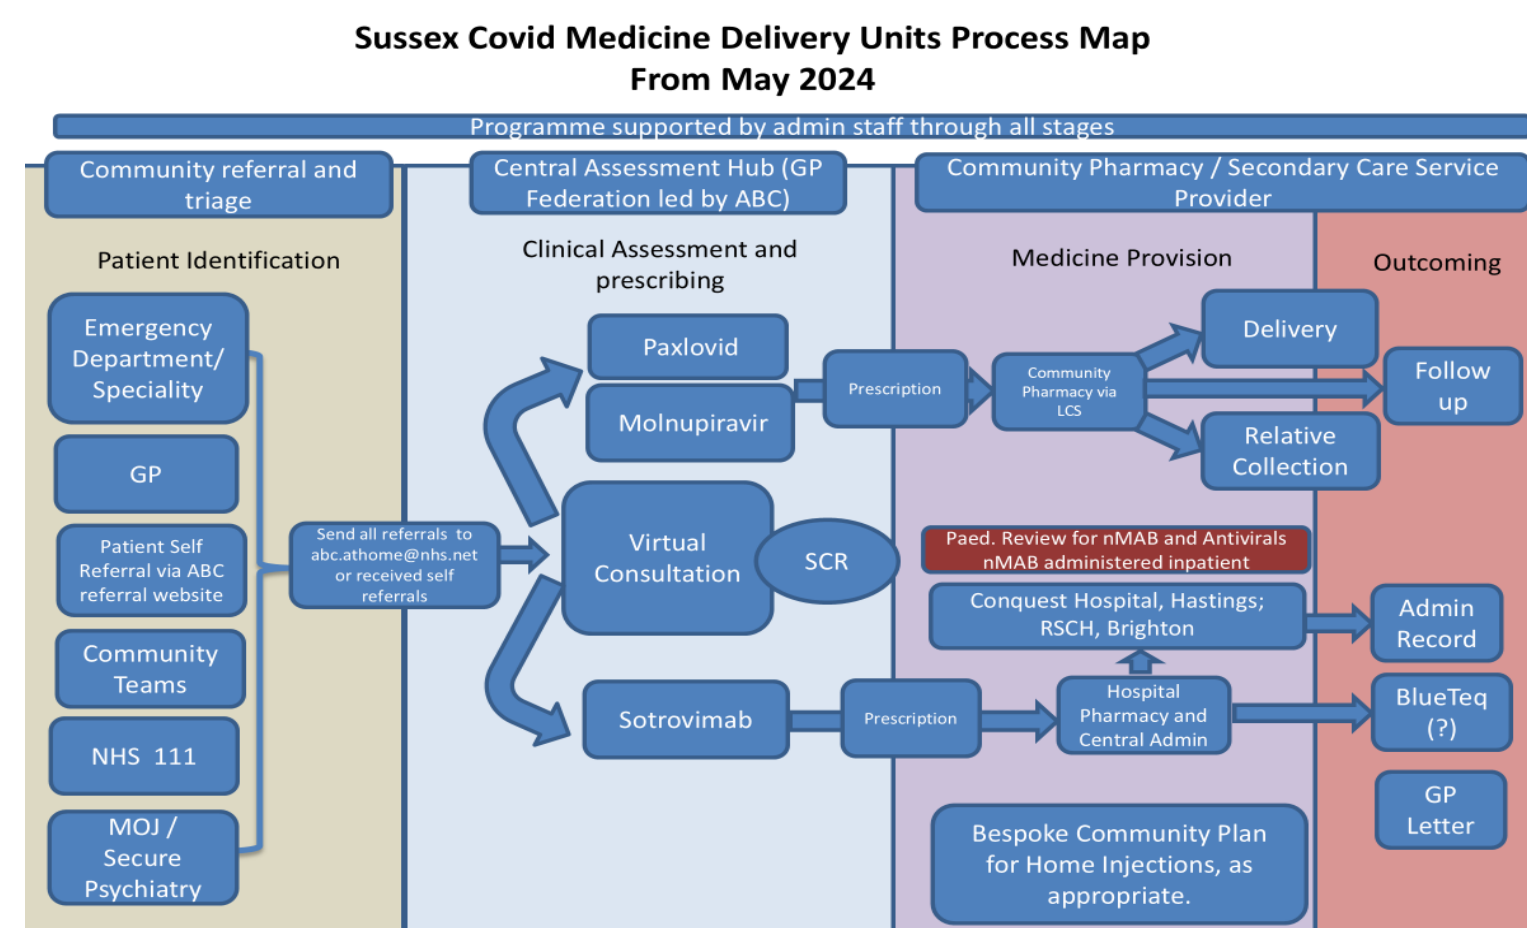 Sussex Covid Medicine Delivery Units Process Map
From May 2024
Programme supported by admin staff through all stages
Community referral and
triage
Central Assessment Hub (GP
Federation led by ABC)
Community Pharmacy / Secondary Care Service
Provider
Patient Identification
Clinical Assessment and
prescribing
Medicine Provision
Outcoming
Emergency
Department/
Speciality
GP
Patient Self
Referral via ABC
referral website
Community
Teams
NHS 111
MOJ /
Secure
Psychiatry
Send all referrals to
abc.athome@nhs.net
or received self
referrals
Paxlovid
Molnupiravir
Virtual
Consultation
SCR
Sotrovimab
Prescription
Prescription
Community
Pharmacy via
LCS
Delivery
Relative
Collection
Follow
up
Paed. Review for nMAB and Antivirals
nMAB administered inpatient
Conquest Hospital, Hastings;
RSCH, Brighton
Hospital
Pharmacy and
Central Admin
Bespoke Community Plan
for Home Injections, as
appropriate.
Admin
Record
BlueTeq
(?)
GP
Letter